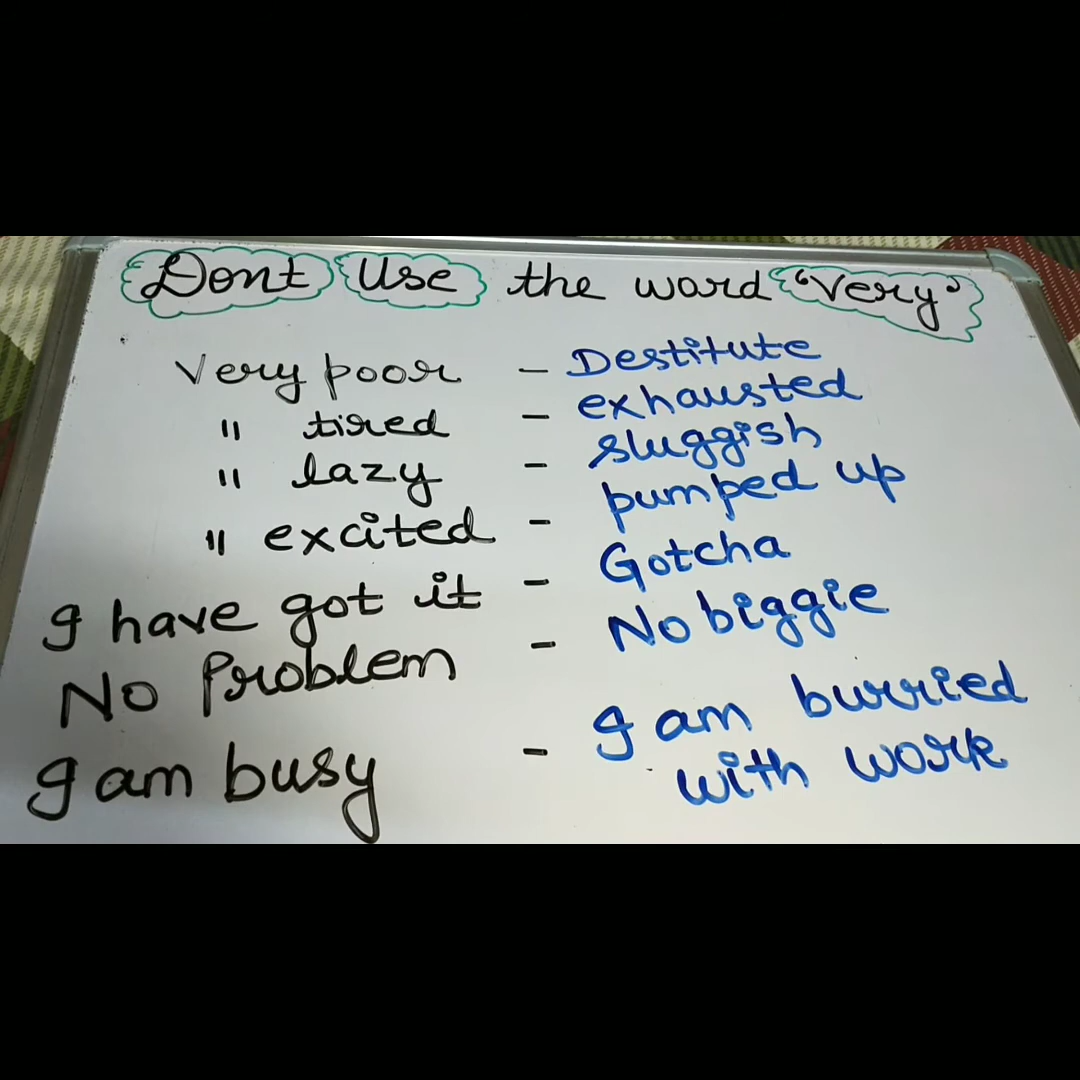 Dont Use the word "Very"
Very poor - Destitute
" tired - exhausted
" lazy - sluggish
" excited - pumped up
I have got it - Gotcha
No Problem - No biggie
I am busy - I am burried
with work